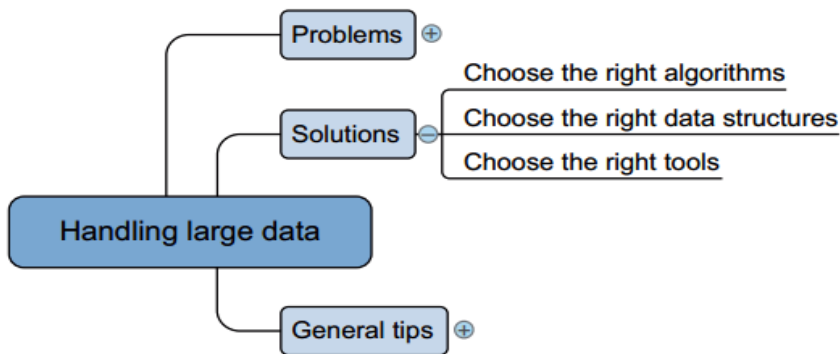 Problems
Choose the right algorithms
Solutions
Choose the right data structures
Choose the right tools
Handling large data
General tips